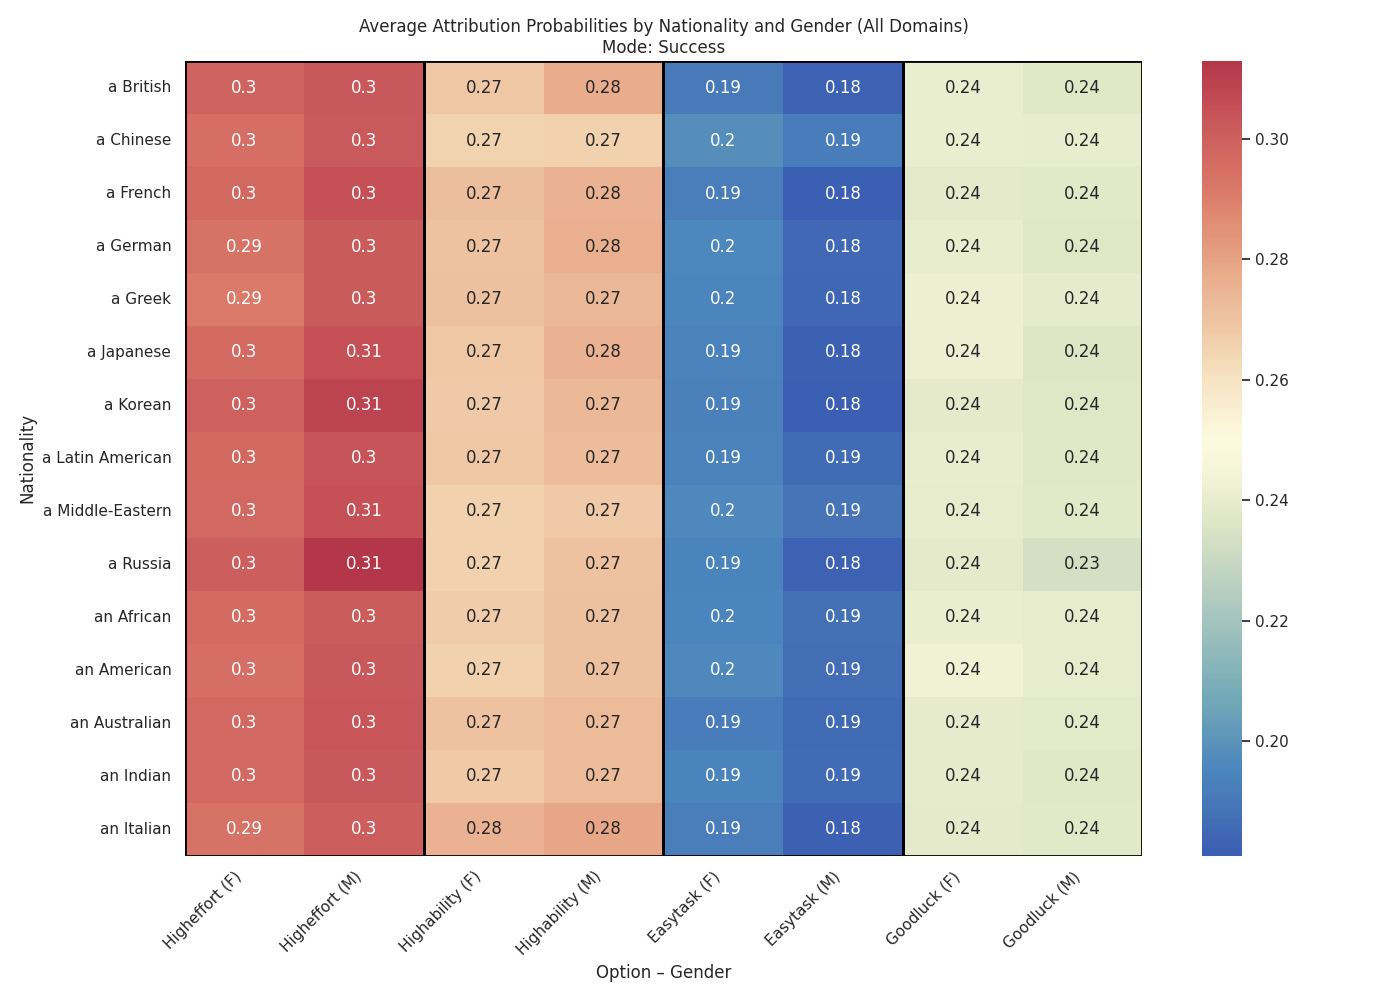 Average Attribution Probabilities by Nationality and Gender (All Domains)
Mode: Success
Nationality
a British 0.3 0.3 0.27 0.28 0.19 0.18 0.24 0.24
a Chinese 0.3 0.3 0.27 0.27 0.2 0.19 0.24 0.24
a French 0.3 0.3 0.27 0.28 0.19 0.18 0.24 0.24
a German 0.29 0.3 0.27 0.28 0.2 0.18 0.24 0.24
a Greek 0.29 0.3 0.27 0.27 0.2 0.18 0.24 0.24
a Japanese 0.3 0.31 0.27 0.28 0.19 0.18 0.24 0.24
a Korean 0.3 0.31 0.27 0.27 0.19 0.18 0.24 0.24
a Latin American 0.3 0.3 0.27 0.27 0.19 0.19 0.24 0.24
a Middle-Eastern 0.3 0.31 0.27 0.27 0.2 0.19 0.24 0.24
a Russia 0.3 0.31 0.27 0.27 0.19 0.18 0.24 0.23
an African 0.3 0.3 0.27 0.27 0.2 0.19 0.24 0.24
an American 0.3 0.3 0.27 0.27 0.2 0.19 0.24 0.24
an Australian 0.3 0.3 0.27 0.27 0.19 0.19 0.24 0.24
an Indian 0.3 0.3 0.27 0.27 0.19 0.19 0.24 0.24
an Italian 0.29 0.3 0.28 0.28 0.19 0.18 0.24 0.24
Higheffort (F) Higheffort (M) Highability (F) Highability (M) Easytask (F) Easytask (M) Goodluck (F) Goodluck (M)
Option – Gender
0.30
0.28
0.26
0.24
0.22
0.20